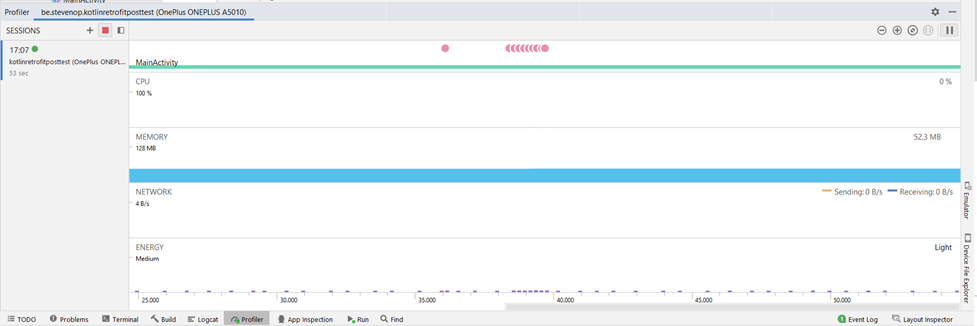 MainActivity
Profiler be.stevenop.kotlinretrofitposttest (OnePlus ONEPLUS A5010)
SESSIONS
17:07
kotlinretrofitposttest (OnePlus ONEPL...
53 sec
MainActivity
CPU 0 %
100 %
MEMORY 52,3 MB
128 MB
NETWORK Sending: 0 B/s Receiving: 0 B/s
4 B/s
ENERGY Light
Medium
25.000 30.000 35.000 40.000 45.000 50.000
Emulator
Device File Explorer
TODO Problems Terminal Build Logcat Profiler App Inspection Run Find 1 Event Log Layout Inspector